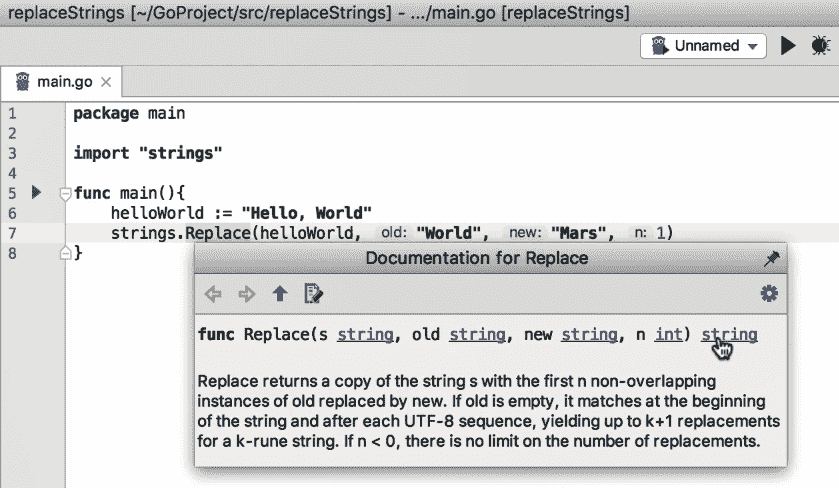 replaceStrings [~/GoProject/src/replaceStrings] - .../main.go [replaceStrings]
Unnamed
main.go
1 package main
2
3 import "strings"
4
5 func main(){
6 helloWorld := "Hello, World"
7 strings.Replace(helloWorld, old: "World", new: "Mars", n: 1)
8 }
Documentation for Replace
func Replace(s string, old string, new string, n int) string
Replace returns a copy of the string s with the first n non-overlapping
instances of old replaced by new. If old is empty, it matches at the beginning
of the string and after each UTF-8 sequence, yielding up to k+1 replacements
for a k-rune string. If n < 0, there is no limit on the number of replacements.